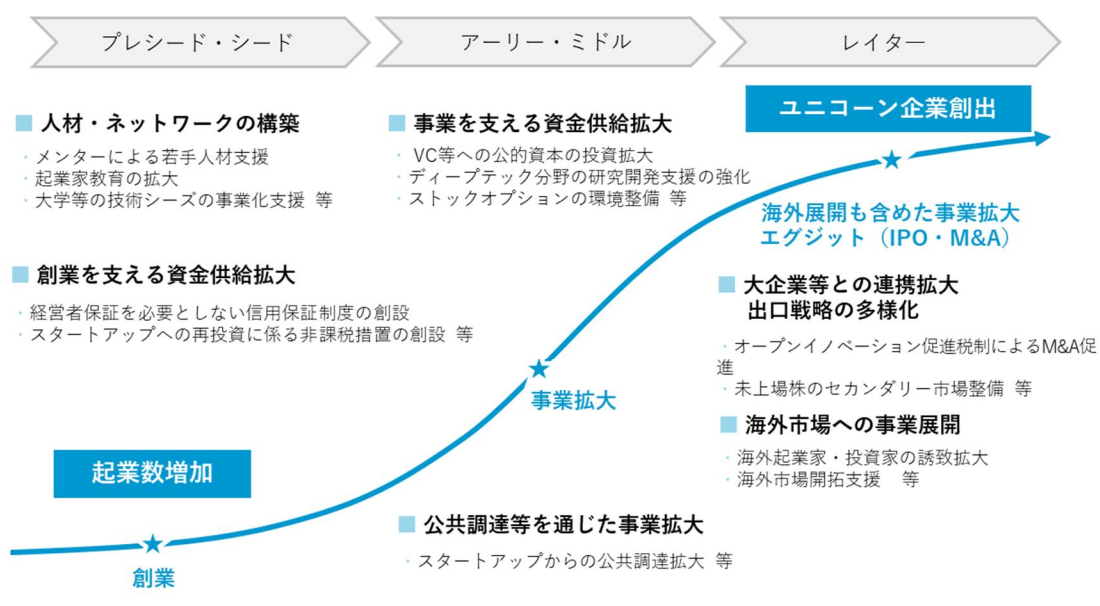 プレシード・シード
アーリー・ミドル
レイター
ユニコーン企業創出
■ 人材・ネットワークの構築
・メンターによる若手人材支援
・起業家教育の拡大
・大学等の技術シーズの事業化支援 等
■ 事業を支える資金供給拡大
・VC等への公的資本の投資拡大
・ディープテック分野の研究開発支援の強化
・ストックオプションの環境整備 等
海外展開も含めた事業拡大
エグジット（IPO・M&A）
■ 創業を支える資金供給拡大
・経営者保証を必要としない信用保証制度の創設
・スタートアップへの再投資に係る非課税措置の創設 等
■ 大企業等との連携拡大
出口戦略の多様化
・オープンイノベーション促進税制によるM&A促
進
・未上場株のセカンダリー市場整備 等
事業拡大
■ 海外市場への事業展開
・海外起業家・投資家の誘致拡大
・海外市場開拓支援 等
起業数増加
■ 公共調達等を通じた事業拡大
・スタートアップからの公共調達拡大 等
創業